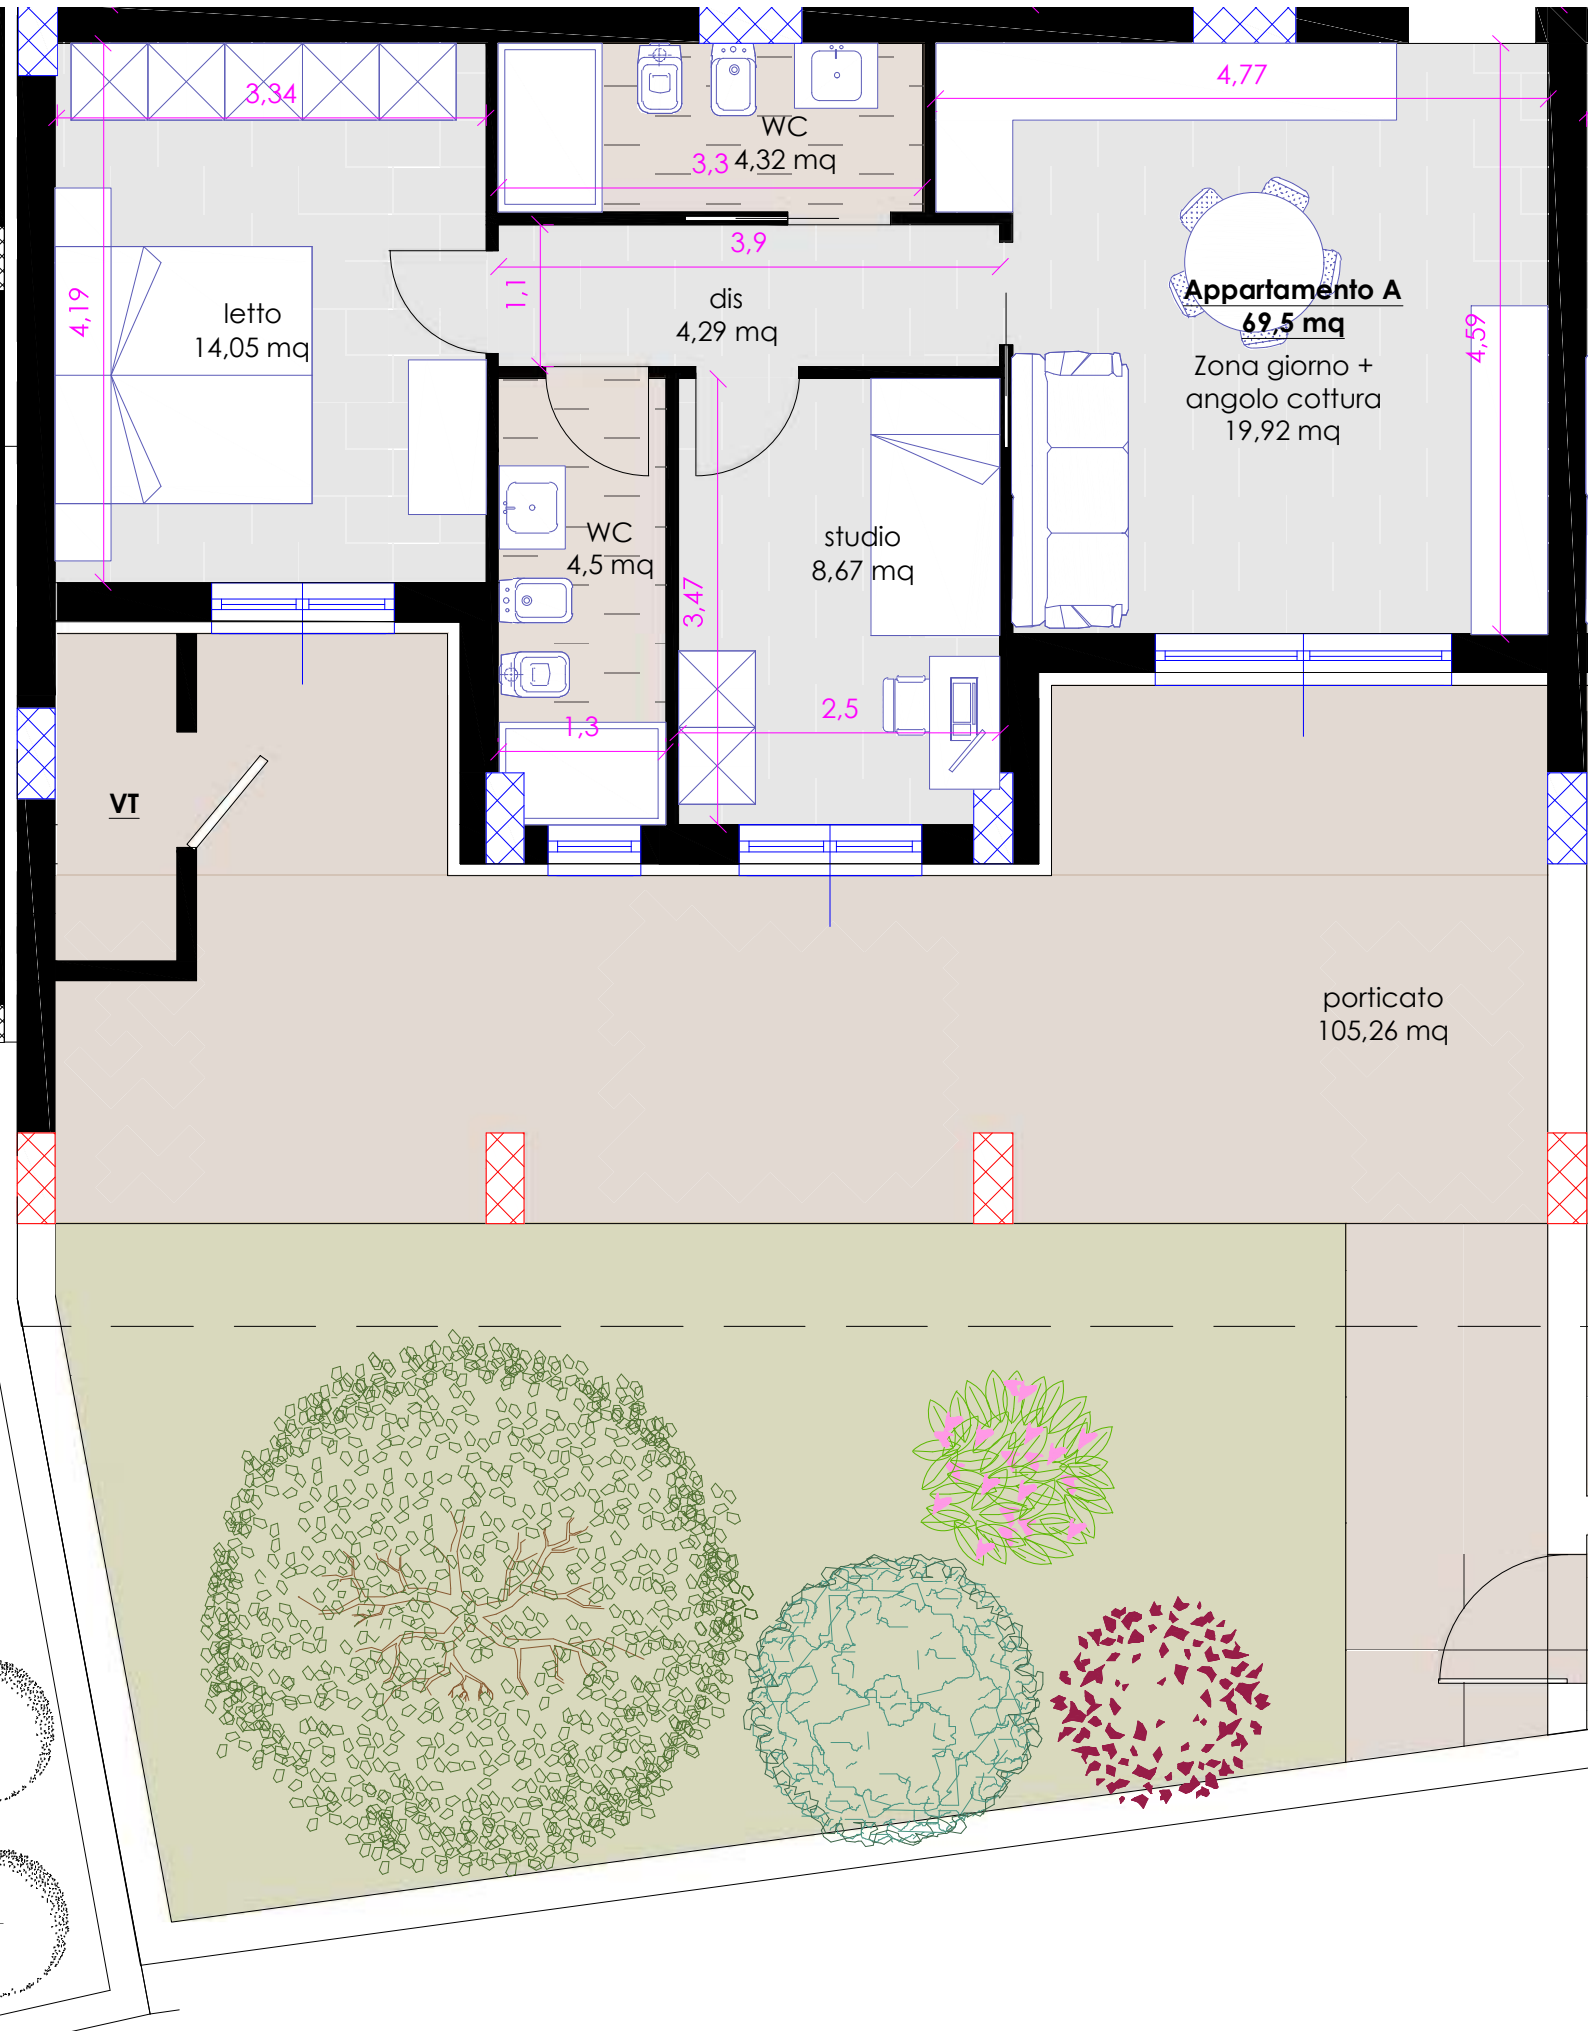 3,34
4,77
WC
3,3 4,32 mq
3,9
1,1
dis
4,29 mq
letto
14,05 mq
4,19
Appartamento A
69,5 mq
Zona giorno +
angolo cottura
19,92 mq
4,59
WC
4,5 mq
studio
8,67 mq
3,47
2,5
1,3
VT
porticato
105,26 mq